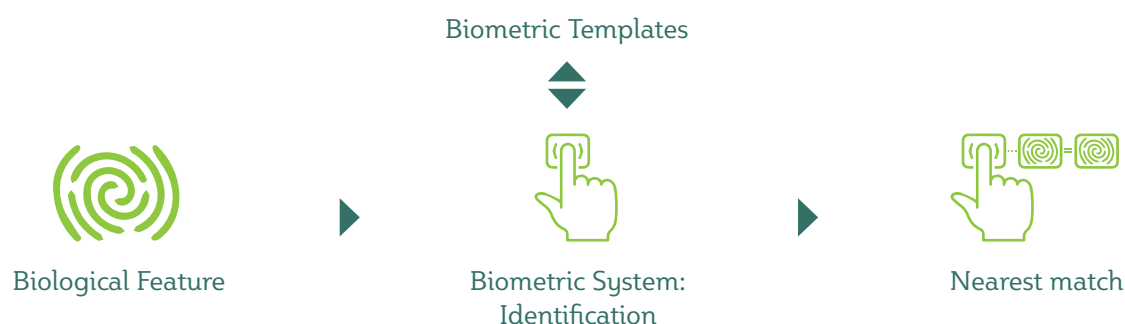 Biometric Templates
Biological Feature
Biometric System:
Identification
Nearest match